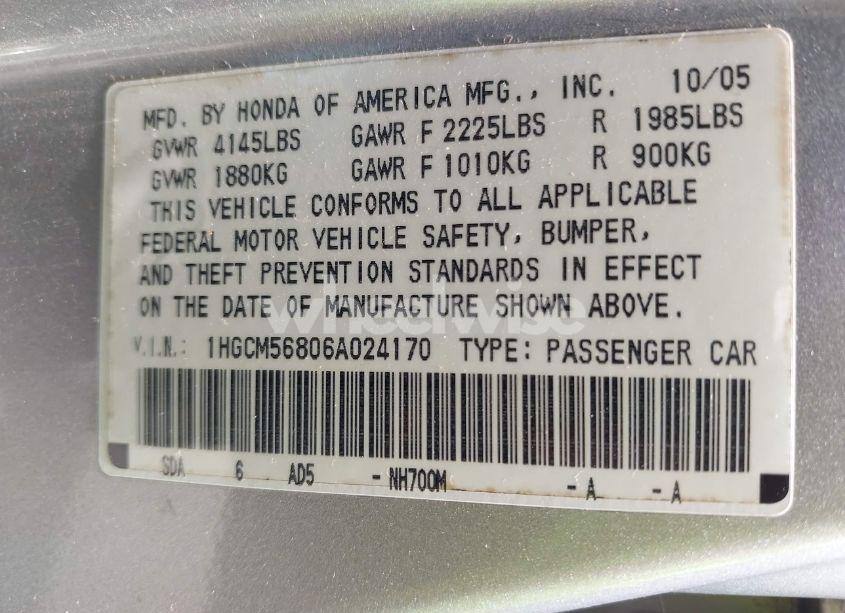 MFD. BY HONDA OF AMERICA MFG., INC. 10/05
GVWR 4145LBS GAWR F 2225LBS R 1985LBS
GVWR 1880KG GAWR F 1010KG R 900KG
THIS VEHICLE CONFORMS TO ALL APPLICABLE
FEDERAL MOTOR VEHICLE SAFETY, BUMPER,
AND THEFT PREVENTION STANDARDS IN EFFECT
ON THE DATE OF MANUFACTURE SHOWN ABOVE.
wheelwise
V.I.N.: 1HGCM56806A024170 TYPE: PASSENGER CAR
SDA 6 AD5 - NH700M - A - A